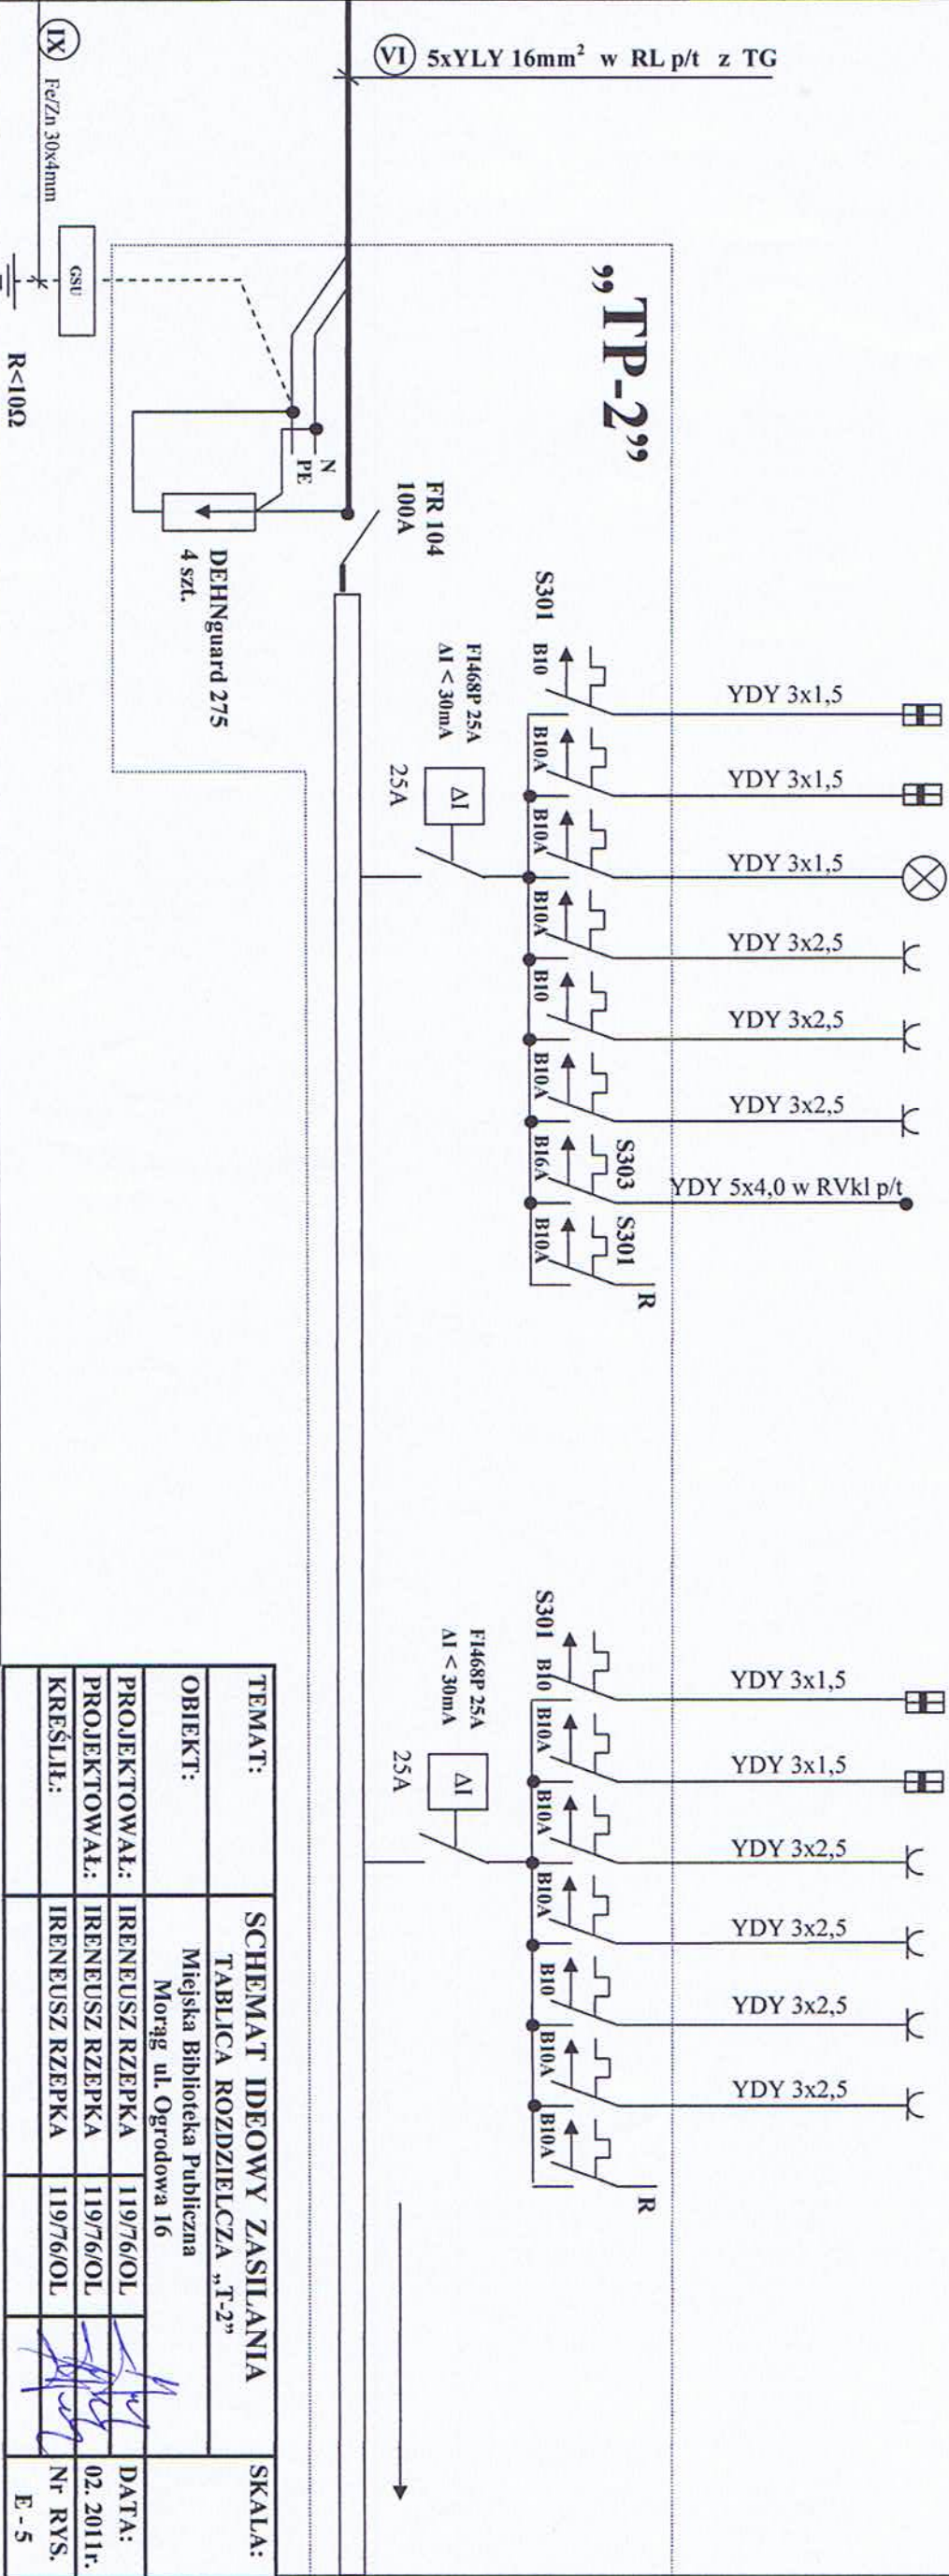 IX
Fe/Zn 30x4mm
GSU
R<10Ω
VI 5xYLY 16mm² w RL p/t z TG
„TP-2”
N
PE
DEHNguard 275
4 szt.
FR 104
100A
S301
FI468P 25A
ΔI < 30mA
ΔI
25A
B10
B10A
B10A
B10A
B10
B10A
B16A
B10A
S303
S301
R
YDY 3x1,5
YDY 3x1,5
YDY 3x1,5
YDY 3x2,5
YDY 3x2,5
YDY 3x2,5
YDY 5x4,0 w RVkl p/t
S301
FI468P 25A
ΔI < 30mA
ΔI
25A
B10
B10A
B10A
B10A
B10
B10A
B10A
R
YDY 3x1,5
YDY 3x1,5
YDY 3x2,5
YDY 3x2,5
YDY 3x2,5
YDY 3x2,5
TEMAT:
SCHEMAT IDEOWY ZASILANIA
TABLICA ROZDZIELCZA „T-2”
SKALA:
OBIEKT:
Miejska Biblioteka Publiczna
Morąg ul. Ogrodowa 16
PROJEKTOWAŁ: IRENEUSZ RZEPKA 119/76/OL DATA:
PROJEKTOWAŁ: IRENEUSZ RZEPKA 119/76/OL 02. 2011r.
KREŚLIŁ: IRENEUSZ RZEPKA 119/76/OL Nr RYS.
E - 5